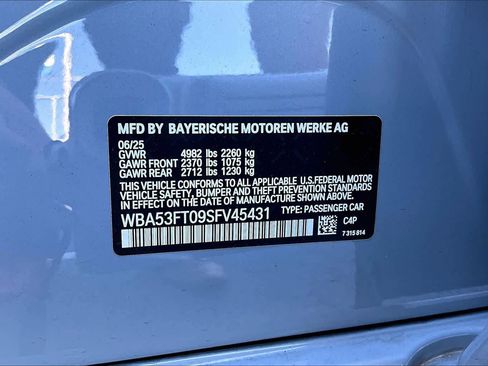 MFD BY BAYERISCHE MOTOREN WERKE AG
06/25
GVWR 4982 lbs 2260 kg
GAWR FRONT 2370 lbs 1075 kg
GAWR REAR 2712 lbs 1230 kg
THIS VEHICLE CONFORMS TO ALL APPLICABLE U.S.FEDERAL MOTOR
VEHICLE SAFETY, BUMPER, AND THEFT PREVENTION STANDARDS
IN EFFECT ON THE DATE OF MANUFACTURE SHOWN ABOVE.
WBA53FT09SFV45431 TYPE: PASSENGER CAR
C4P
7 315 814